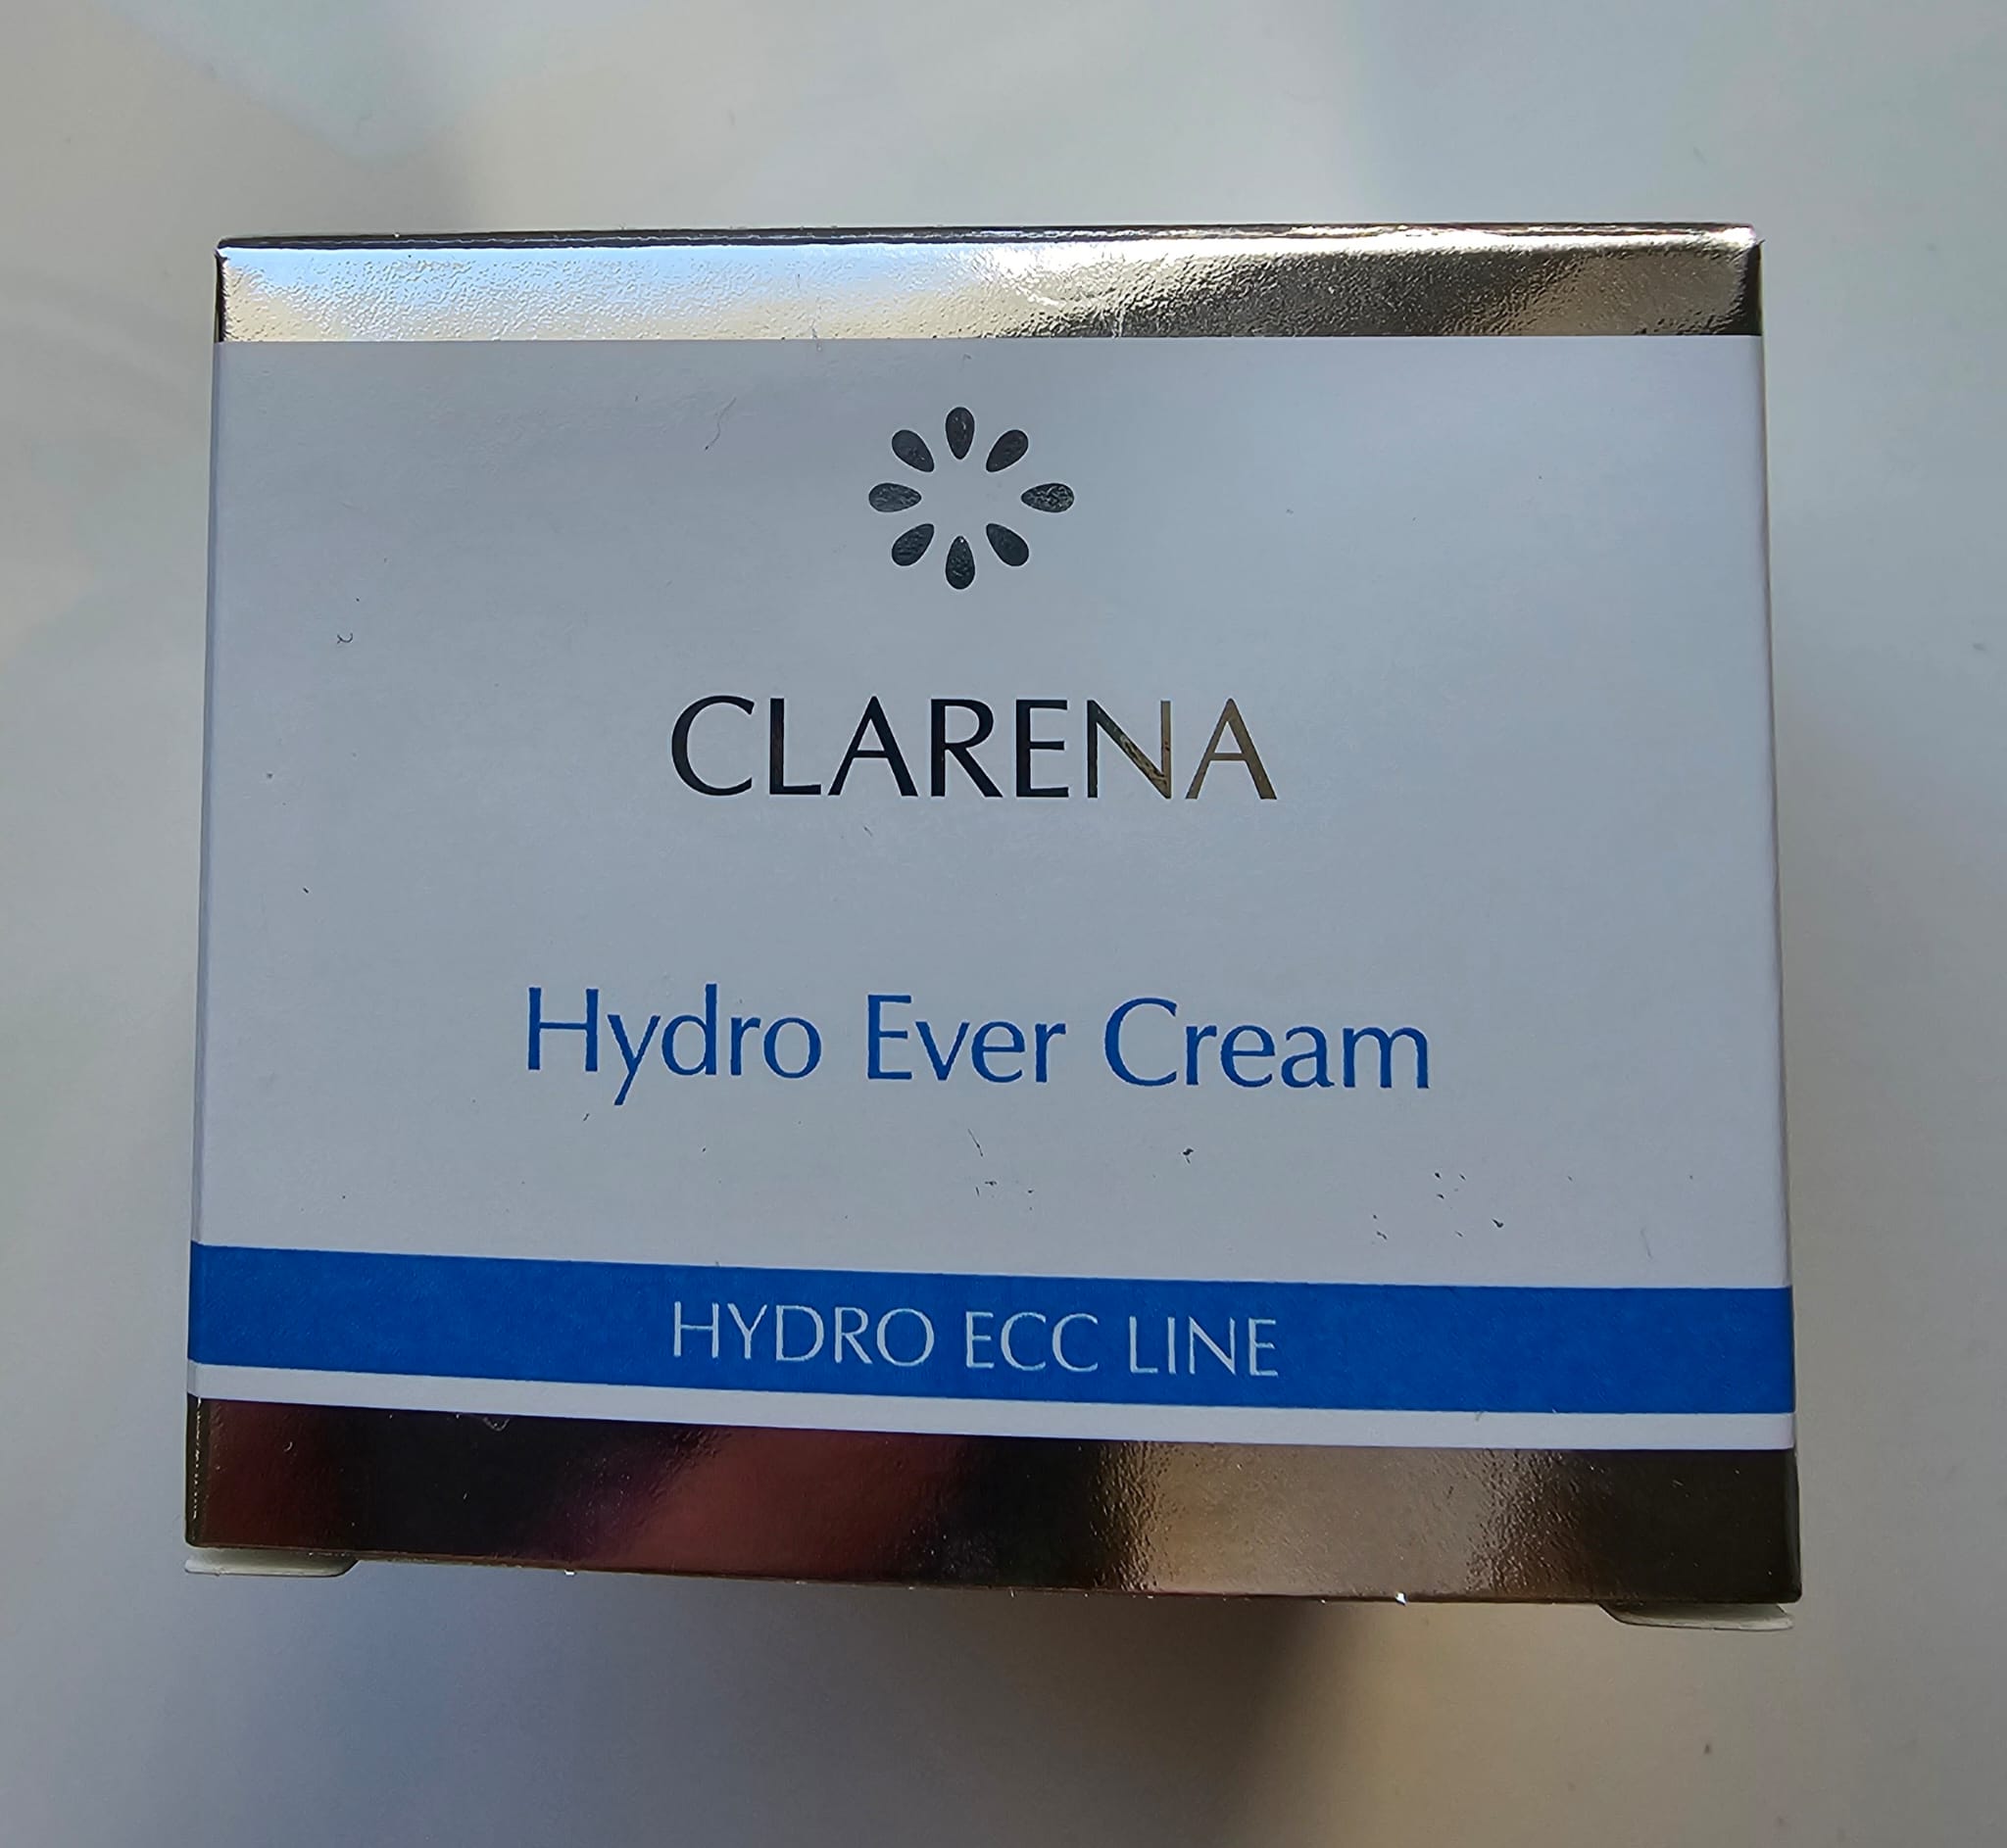 CLARENA
Hydro Ever Cream
HYDRO ECC LINE